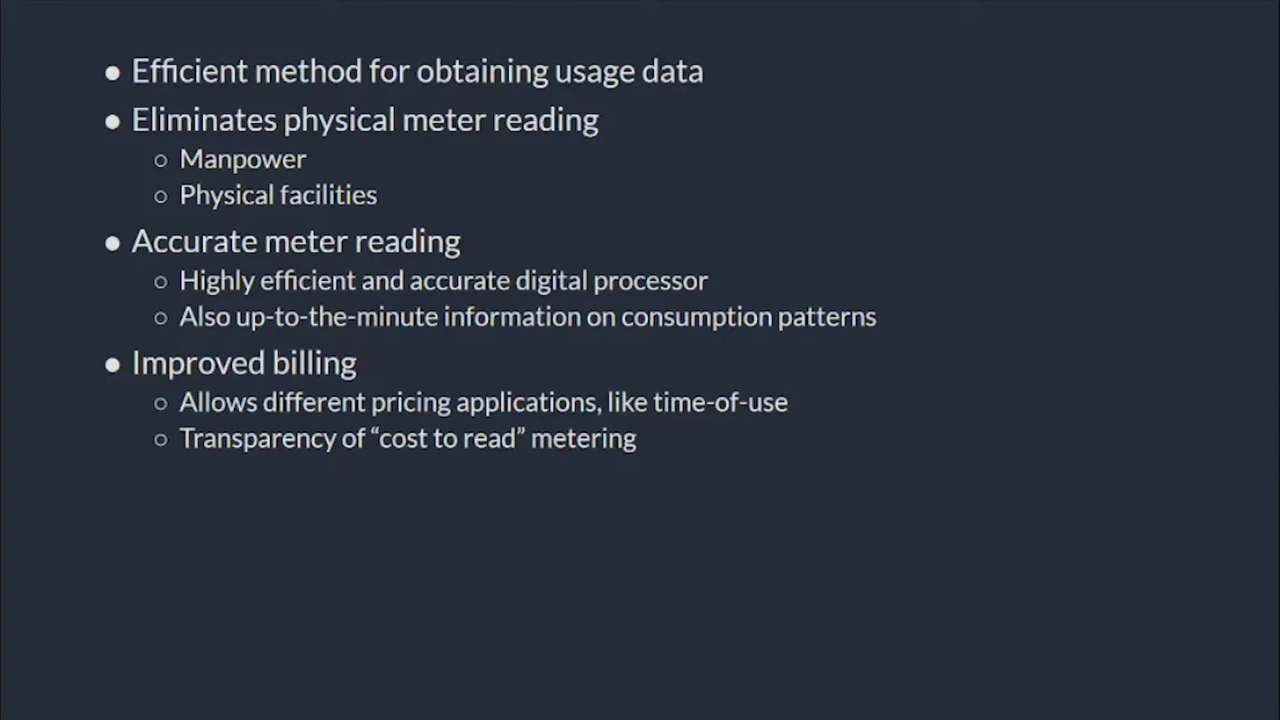 ● Efficient method for obtaining usage data
● Eliminates physical meter reading
○ Manpower
○ Physical facilities
● Accurate meter reading
○ Highly efficient and accurate digital processor
○ Also up-to-the-minute information on consumption patterns
● Improved billing
○ Allows different pricing applications, like time-of-use
○ Transparency of “cost to read” metering